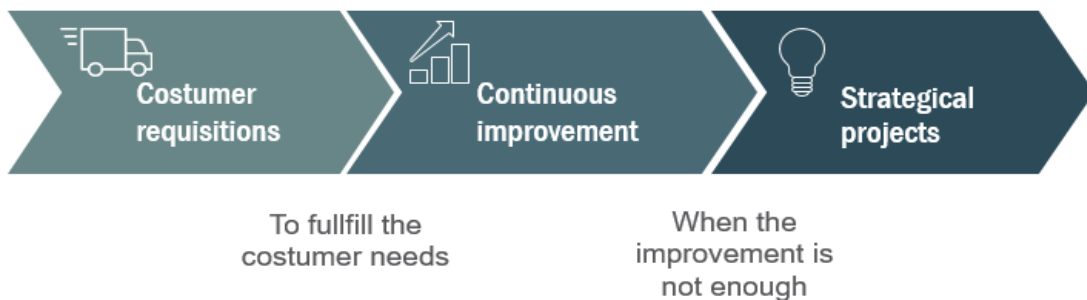 Costumer
requisitions
Continuous
improvement
Strategical
projects
To fullfill the
costumer needs
When the
improvement is
not enough